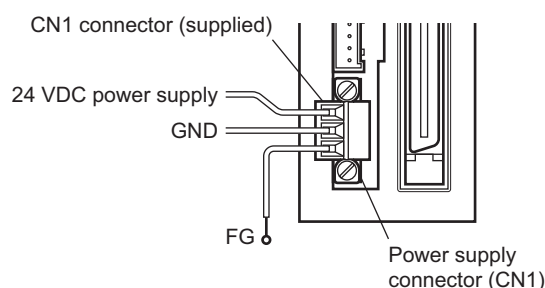 CN1 connector (supplied)
24 VDC power supply
GND
FG
Power supply
connector (CN1)